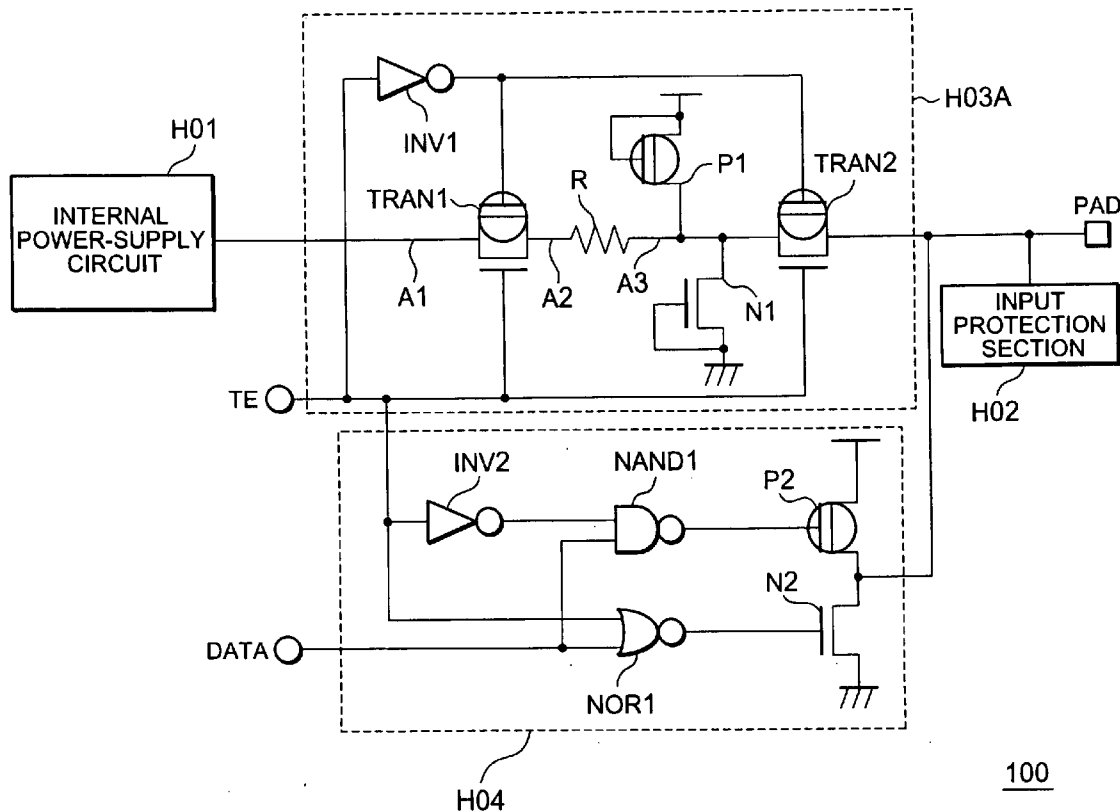 H03A
H01
INV1
P1
TRAN2
TRAN1
R
PAD
INTERNAL
POWER-SUPPLY
CIRCUIT
A1
A2
A3
N1
INPUT
PROTECTION
SECTION
TE
H02
INV2
NAND1
P2
N2
DATA
NOR1
H04
100